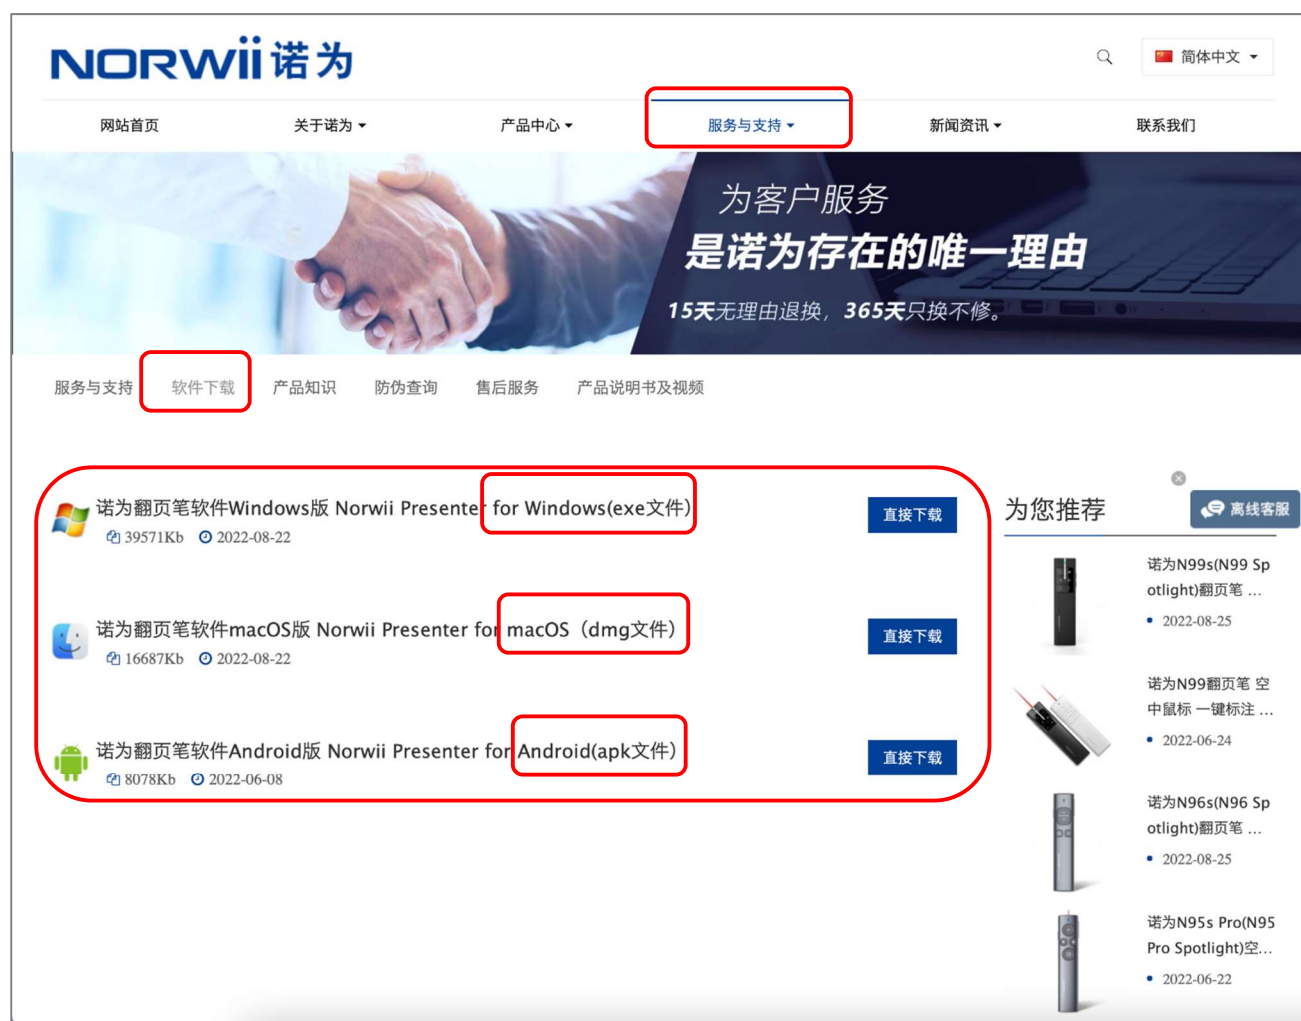 NORWii诺为
简体中文
网站首页 关于诺为 产品中心 服务与支持 新闻资讯 联系我们
为客户服务
是诺为存在的唯一理由
15天无理由退换，365天只换不修。
服务与支持 软件下载 产品知识 防伪查询 售后服务 产品说明书及视频
诺为翻页笔软件Windows版 Norwii Presenter for Windows(exe文件)
39571Kb 2022-08-22
直接下载
诺为翻页笔软件macOS版 Norwii Presenter for macOS（dmg文件）
16687Kb 2022-08-22
直接下载
诺为翻页笔软件Android版 Norwii Presenter for Android(apk文件）
8078Kb 2022-06-08
直接下载
为您推荐
离线客服
诺为N99s(N99 Sp
otlight)翻页笔 ...
2022-08-25
诺为N99翻页笔 空
中鼠标 一键标注 ...
2022-06-24
诺为N96s(N96 Sp
otlight)翻页笔 ...
2022-08-25
诺为N95s Pro(N95
Pro Spotlight)空...
2022-06-22